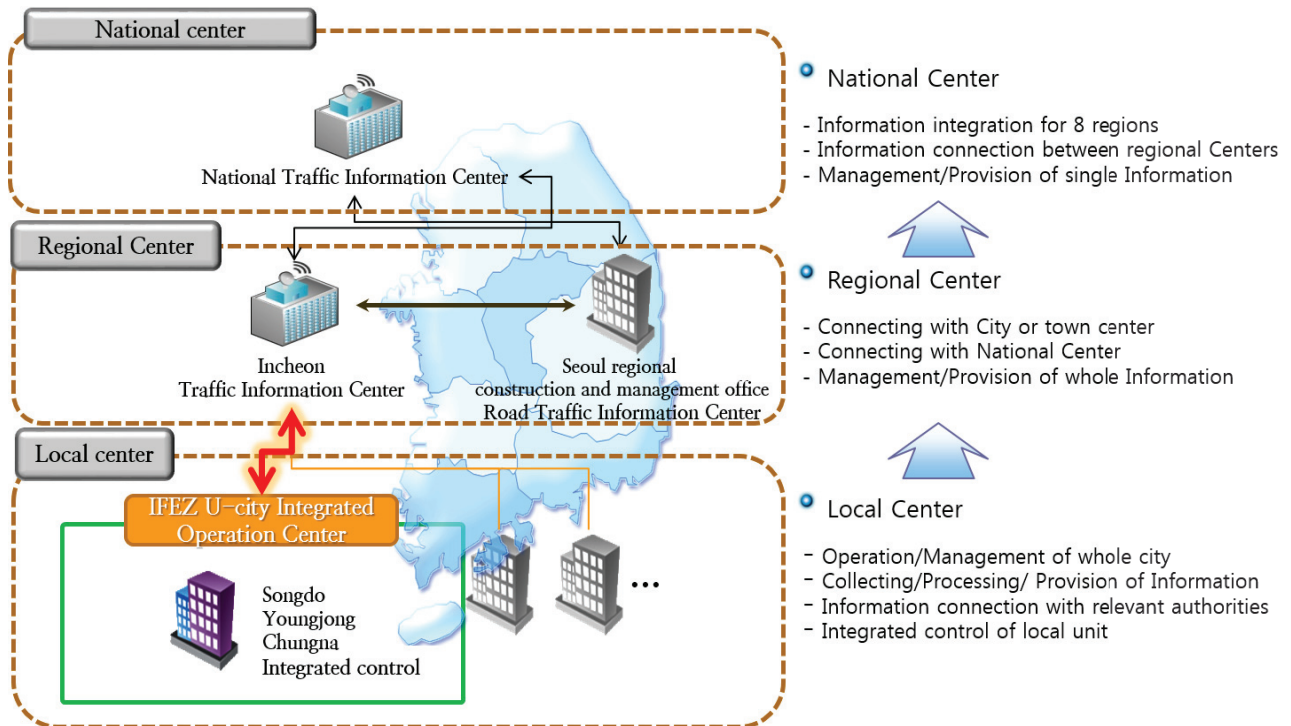 National center
National Traffic Information Center
Regional Center
Incheon
Traffic Information Center
Seoul regional
construction and management office
Road Traffic Information Center
Local center
IFEZ U-city Integrated
Operation Center
Songdo
Youngjong
Chungna
Integrated control
...
National Center
- Information integration for 8 regions
- Information connection between regional Centers
- Management/Provision of single Information
Regional Center
- Connecting with City or town center
- Connecting with National Center
- Management/Provision of whole Information
Local Center
- Operation/Management of whole city
- Collecting/Processing/ Provision of Information
- Information connection with relevant authorities
- Integrated control of local unit